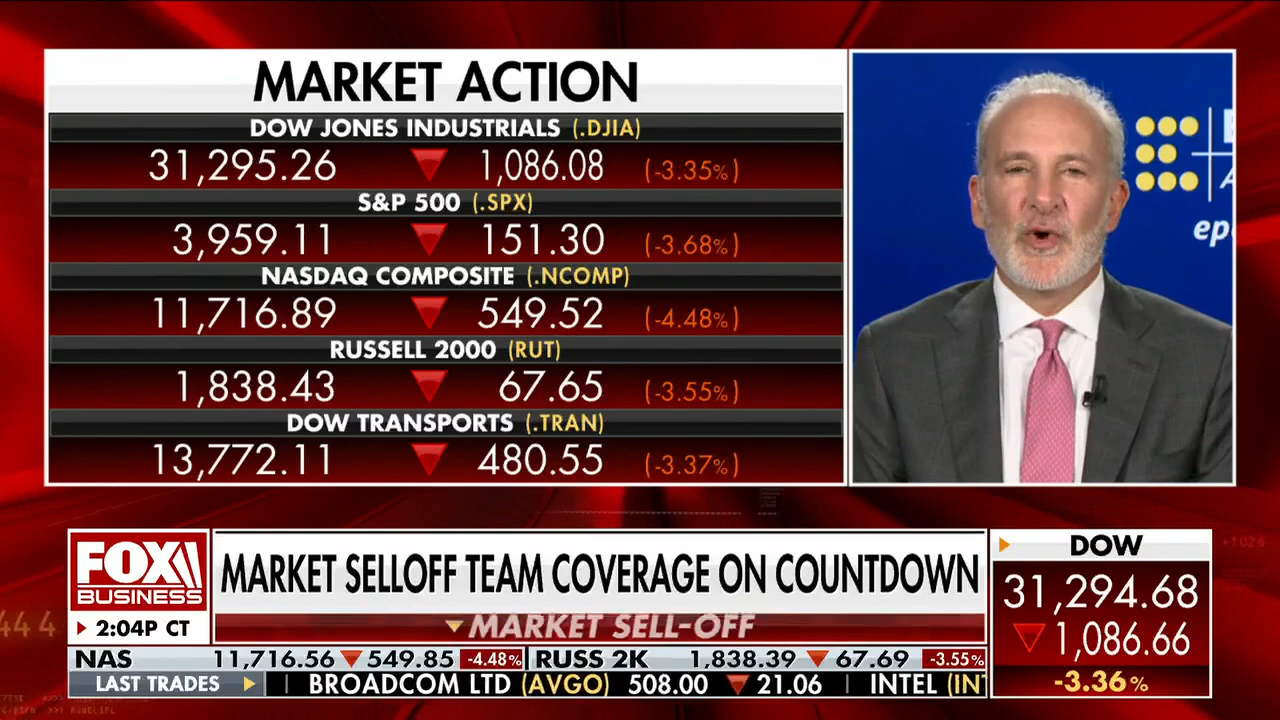 MARKET ACTION
DOW JONES INDUSTRIALS (.DJIA)
31,295.26 ▼ 1,086.08 (-3.35%)
S&P 500 (.SPX)
3,959.11 ▼ 151.30 (-3.68%)
NASDAQ COMPOSITE (.NCOMP)
11,716.89 ▼ 549.52 (-4.48%)
RUSSELL 2000 (RUT)
1,838.43 ▼ 67.65 (-3.55%)
DOW TRANSPORTS (.TRAN)
13,772.11 ▼ 480.55 (-3.37%)
ep
FOX
BUSINESS
2:04P CT
MARKET SELLOFF TEAM COVERAGE ON COUNTDOWN
MARKET SELL-OFF
DOW
31,294.68
▼ 1,086.66
-3.36%
NAS 11,716.56 ▼ 549.85 -4.48% RUSS 2K 1,838.39 ▼ 67.69 -3.55%
LAST TRADES BROADCOM LTD (AVGO) 508.00 ▼ 21.06 INTEL (INT